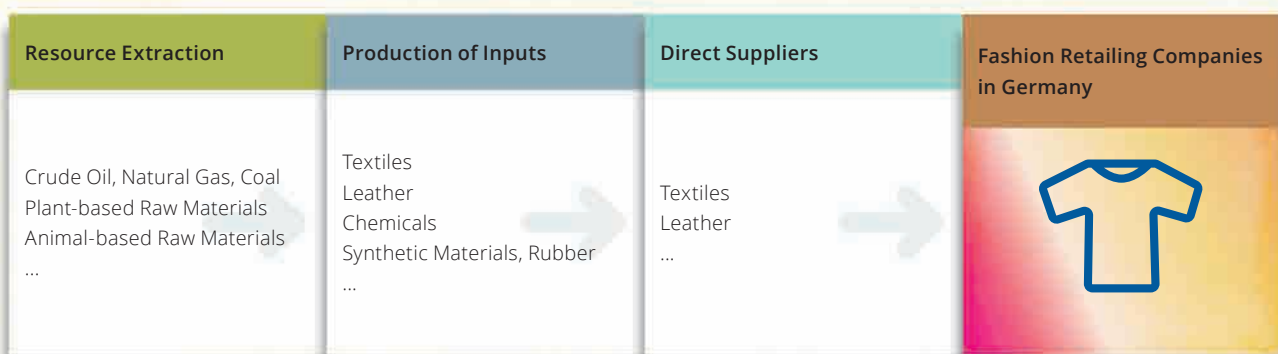 Resource Extraction
Crude Oil, Natural Gas, Coal
Plant-based Raw Materials
Animal-based Raw Materials
...
Production of Inputs
Textiles
Leather
Chemicals
Synthetic Materials, Rubber
...
Direct Suppliers
Textiles
Leather
...
Fashion Retailing Companies
in Germany